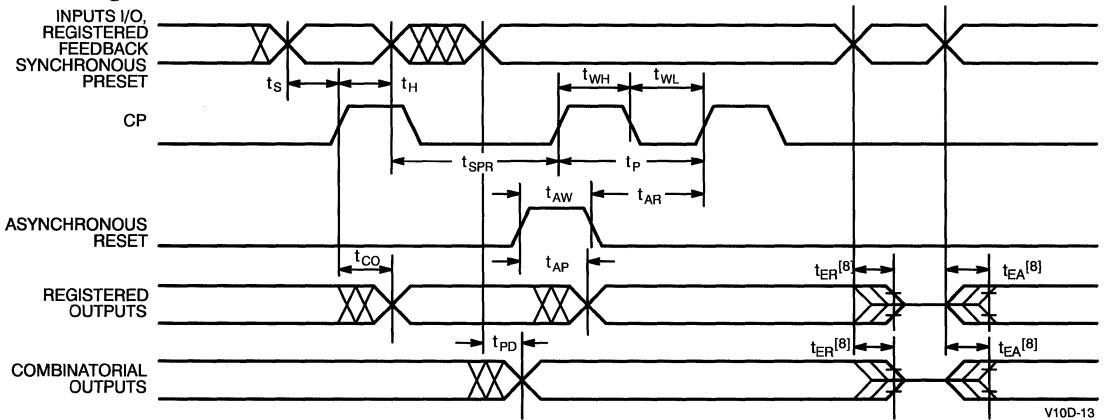 INPUTS I/O,
REGISTERED
FEEDBACK
SYNCHRONOUS
PRESET
tS
tH
tWH
tWL
CP
tSPR
tP
tAW
tAR
ASYNCHRONOUS
RESET
tCO
tAP
tER[8]
tEA[8]
REGISTERED
OUTPUTS
tPD
tER[8]
tEA[8]
COMBINATORIAL
OUTPUTS
V10D-13